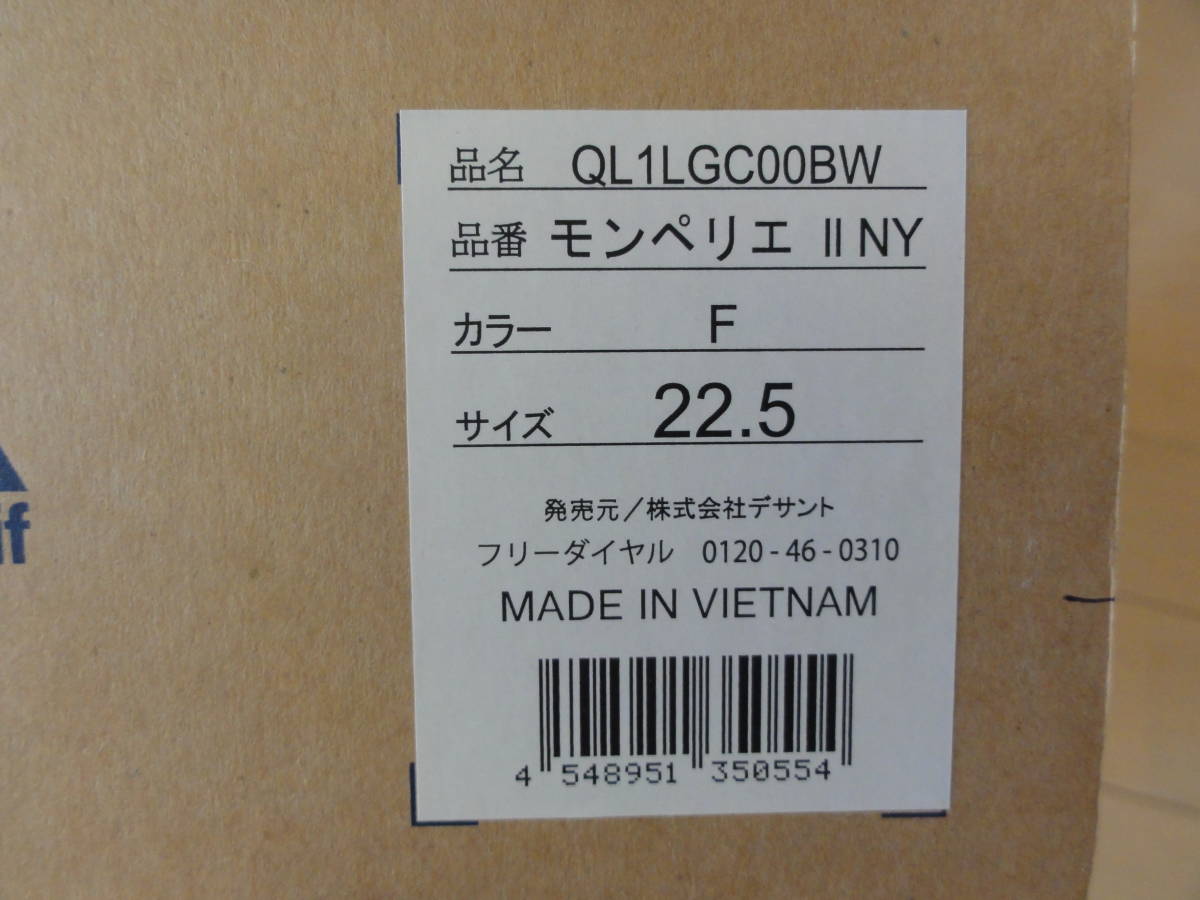 品名 QL1LGC00BW
品番 モンペリエ II NY
カラー F
サイズ 22.5
発売元／株式会社デサント
フリーダイヤル 0120-46-0310
MADE IN VIETNAM
4 548951 350554
if